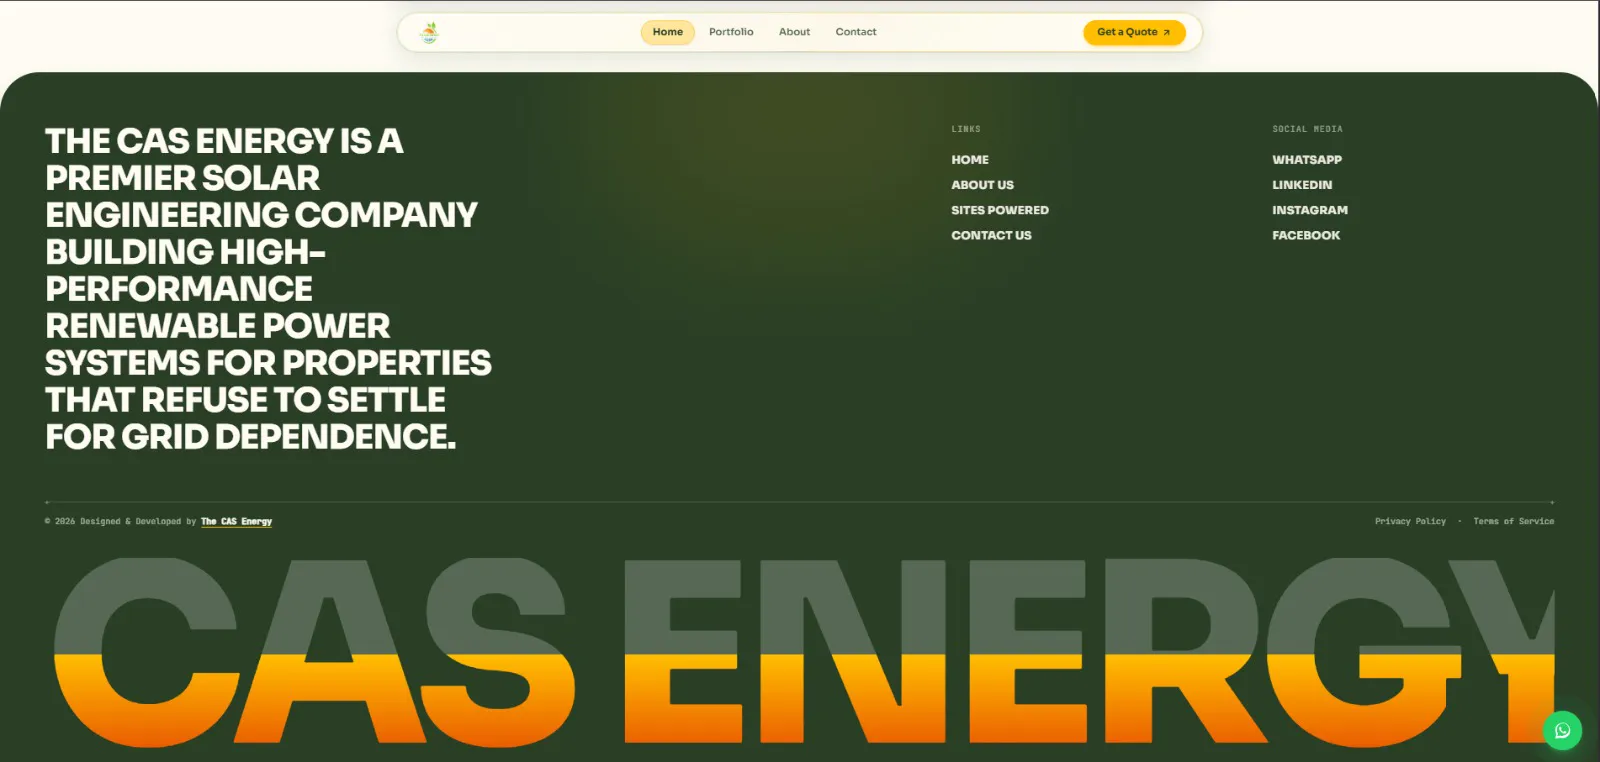 Home Portfolio About Contact Get a Quote ↗
THE CAS ENERGY IS A
PREMIER SOLAR
ENGINEERING COMPANY
BUILDING HIGH-
PERFORMANCE
RENEWABLE POWER
SYSTEMS FOR PROPERTIES
THAT REFUSE TO SETTLE
FOR GRID DEPENDENCE.
LINKS
HOME
ABOUT US
SITES POWERED
CONTACT US
SOCIAL MEDIA
WHATSAPP
LINKEDIN
INSTAGRAM
FACEBOOK
© 2026 Designed & Developed by The CAS Energy
Privacy Policy · Terms of Service
CAS ENERGY